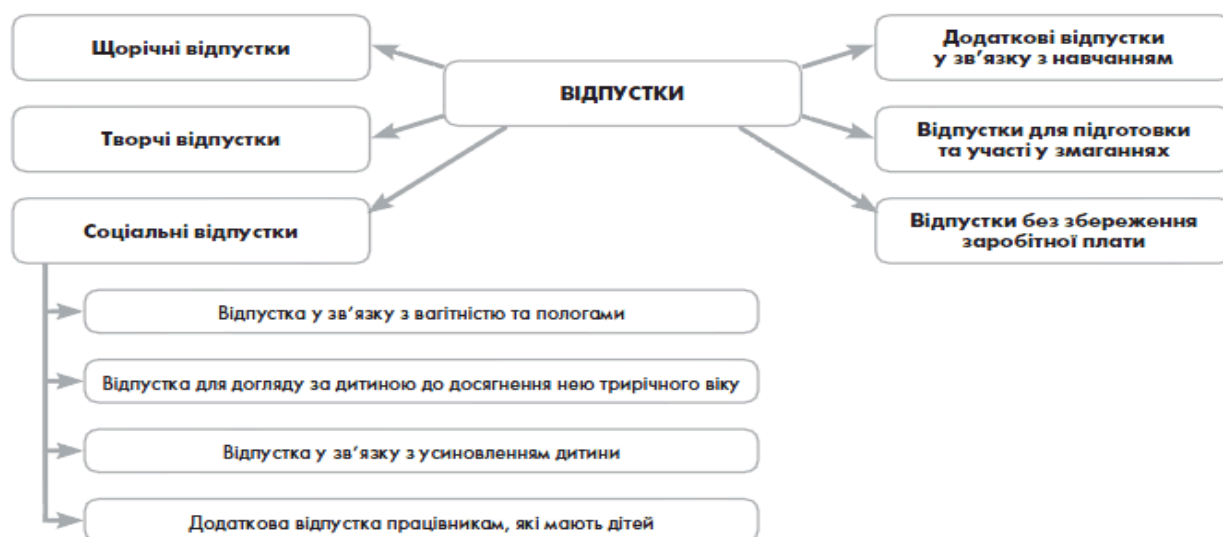 ВІДПУСТКИ
Щорічні відпустки
Творчі відпустки
Соціальні відпустки
Відпустка у зв’язку з вагітністю та пологами
Відпустка для догляду за дитиною до досягнення нею трирічного віку
Відпустка у зв’язку з усиновленням дитини
Додаткова відпустка працівникам, які мають дітей
Додаткові відпустки
у зв’язку з навчанням
Відпустки для підготовки
та участі у змаганнях
Відпустки без збереження
заробітної плати